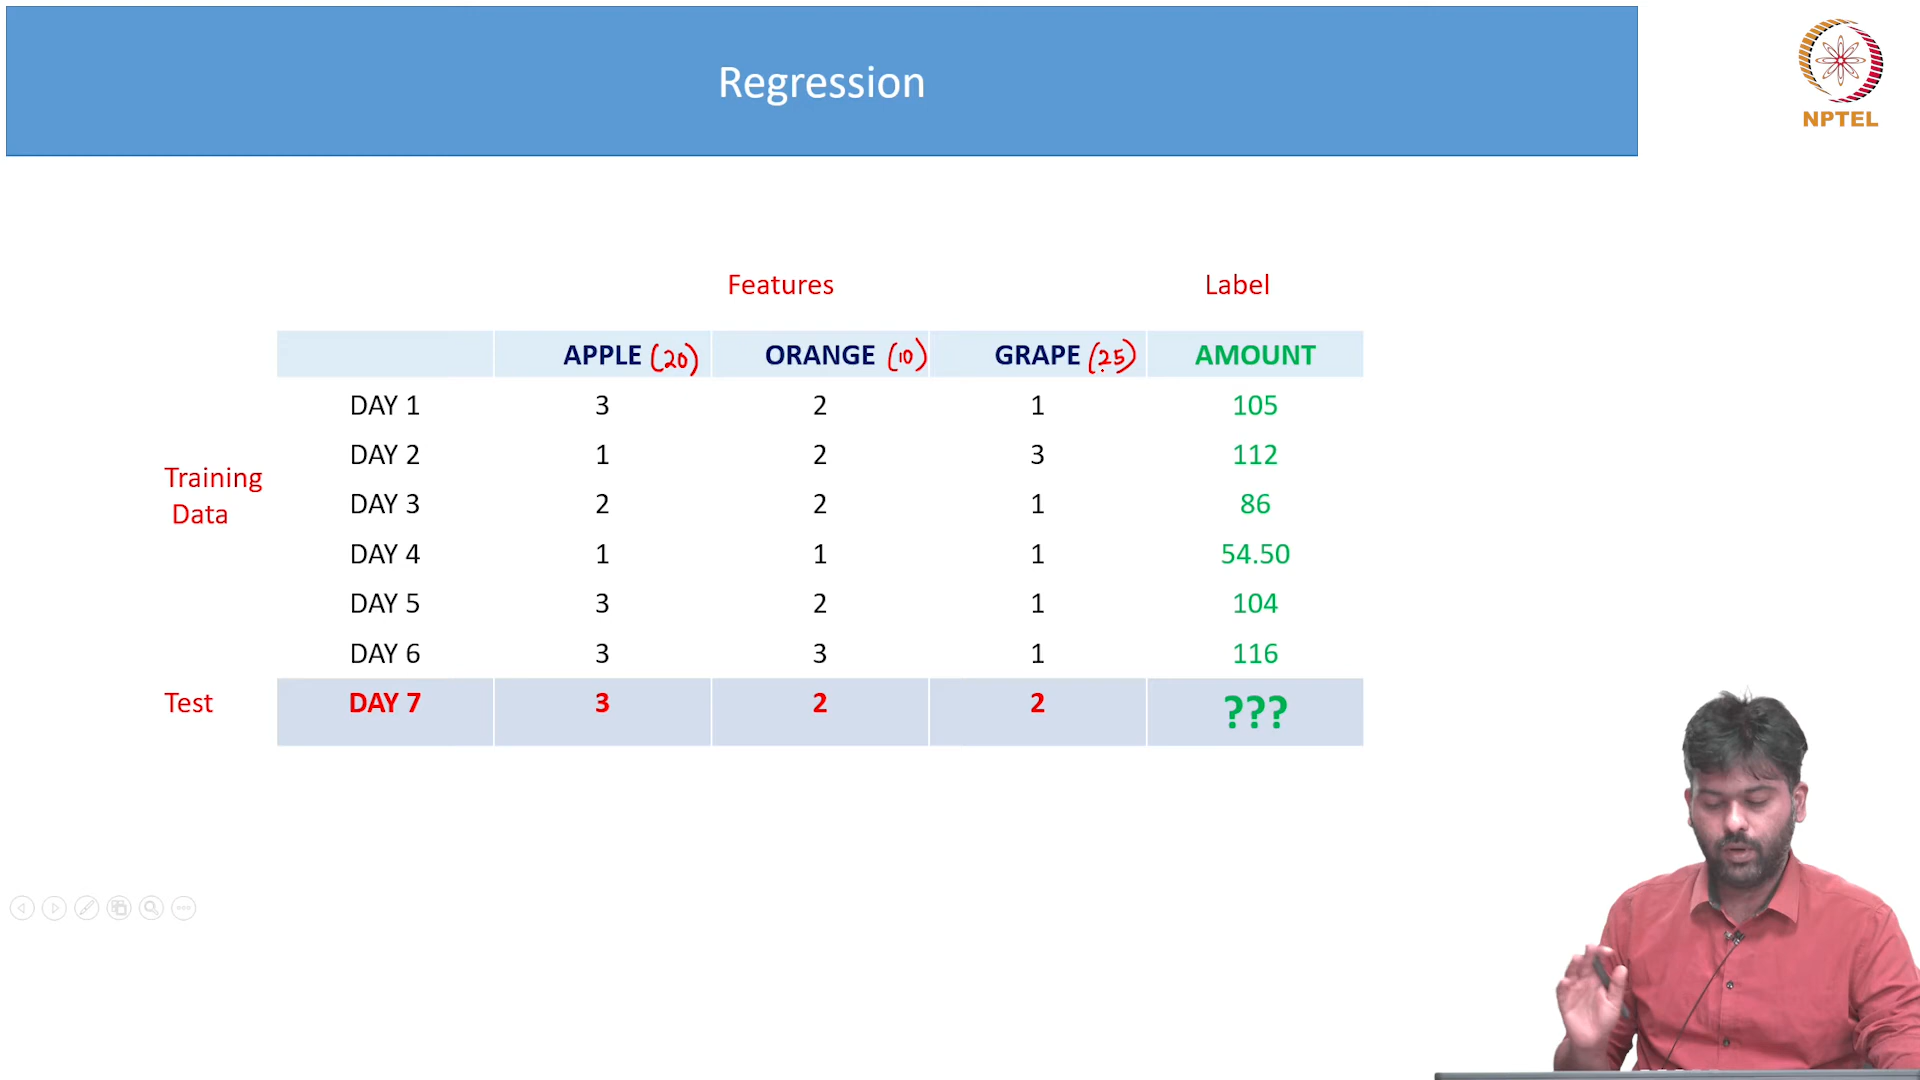 Regression
NPTEL
Features Label
APPLE (20) ORANGE (10) GRAPE (25) AMOUNT
DAY 1 3 2 1 105
DAY 2 1 2 3 112
Training
Data
DAY 3 2 2 1 86
DAY 4 1 1 1 54.50
DAY 5 3 2 1 104
DAY 6 3 3 1 116
Test DAY 7 3 2 2 ???